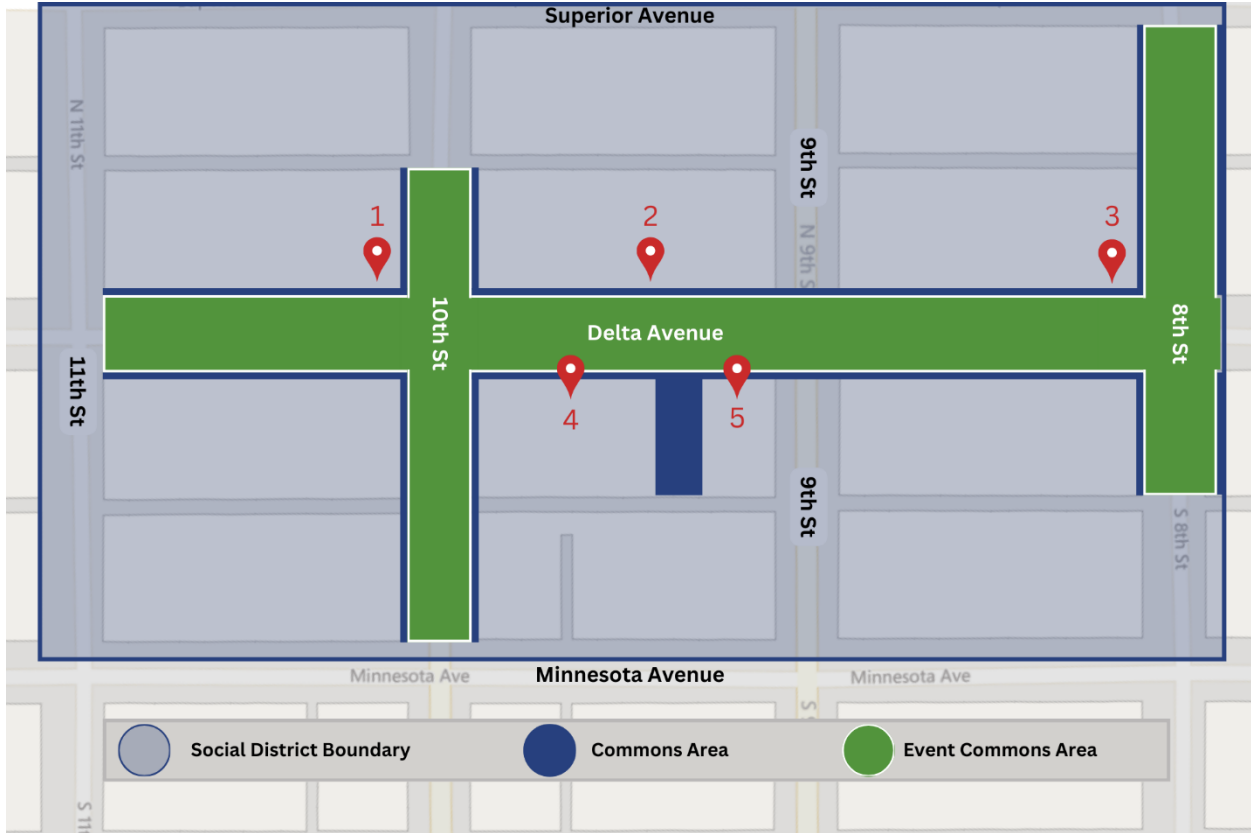 Superior Avenue
N 11th St
9th St
1
2
3
N 9th S
10th St
Delta Avenue
8th St
11th St
4
5
9th St
S 8th St
Minnesota Ave
Minnesota Avenue
Minnesota Ave
Social District Boundary
Commons Area
Event Commons Area
S 11